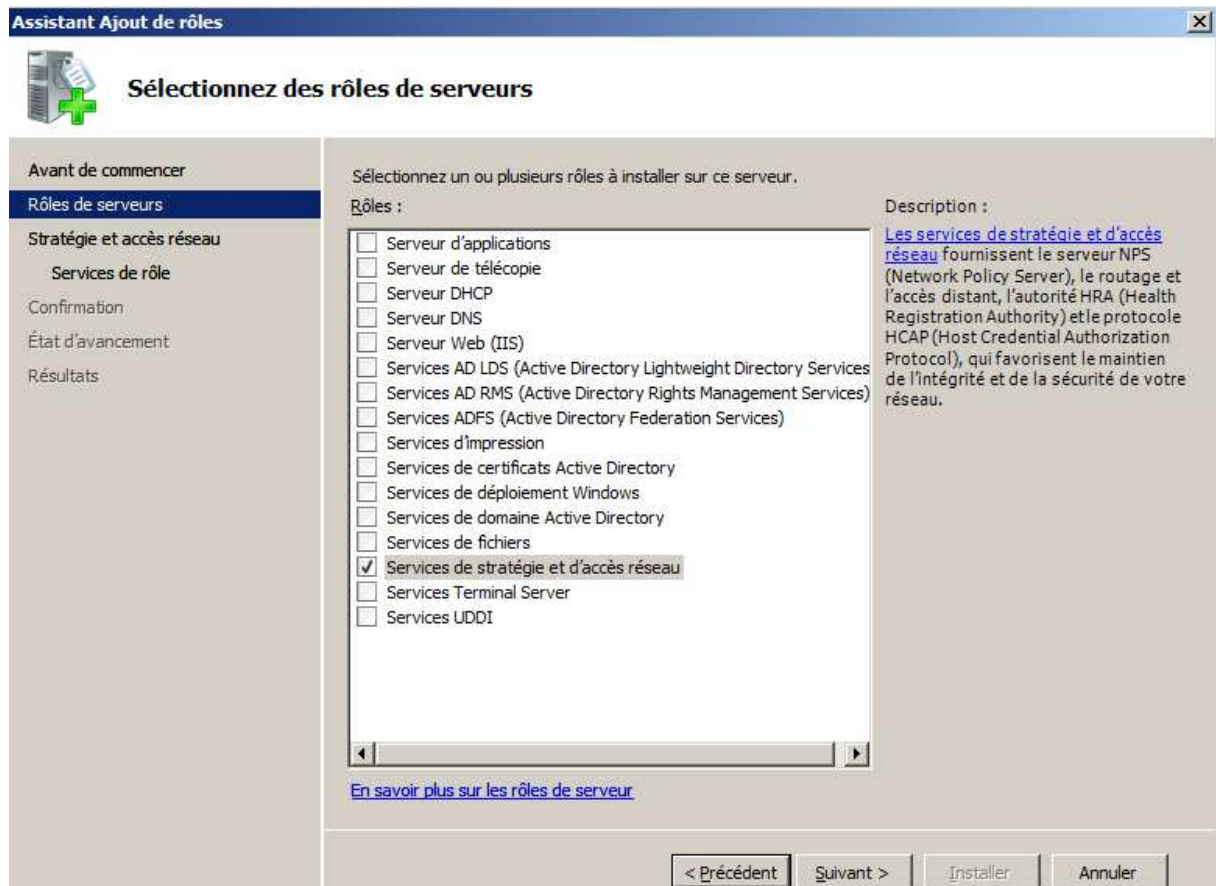 Assistant Ajout de rôles
Sélectionnez des rôles de serveurs
Avant de commencer
Rôles de serveurs
Stratégie et accès réseau
Services de rôle
Confirmation
État d'avancement
Résultats
Sélectionnez un ou plusieurs rôles à installer sur ce serveur.
Rôles :
Serveur d'applications
Serveur de télécopie
Serveur DHCP
Serveur DNS
Serveur Web (IIS)
Services AD LDS (Active Directory Lightweight Directory Services
Services AD RMS (Active Directory Rights Management Services)
Services ADFS (Active Directory Federation Services)
Services d'impression
Services de certificats Active Directory
Services de déploiement Windows
Services de domaine Active Directory
Services de fichiers
Services de stratégie et d'accès réseau
Services Terminal Server
Services UDDI
En savoir plus sur les rôles de serveur
Description :
Les services de stratégie et d'accès
réseau fournissent le serveur NPS
(Network Policy Server), le routage et
l'accès distant, l'autorité HRA (Health
Registration Authority) et le protocole
HCAP (Host Credential Authorization
Protocol), qui favorisent le maintien
de l'intégrité et de la sécurité de votre
réseau.
< Précédent
Suivant >
Installer
Annuler